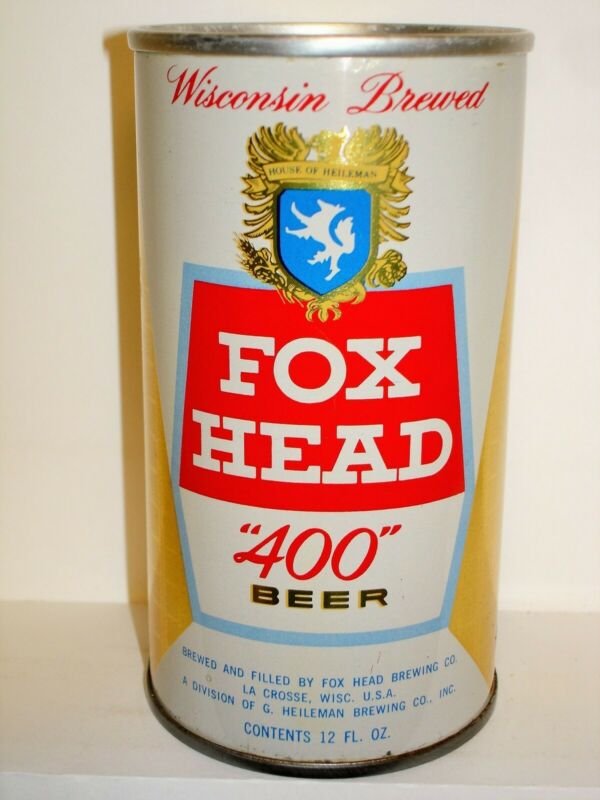 Wisconsin Brewed
HOUSE OF HEILEMAN
FOX
HEAD
"400"
BEER
BREWED AND FILLED BY FOX HEAD BREWING CO.
LA CROSSE, WISC. U.S.A.
A DIVISION OF G. HEILEMAN BREWING CO., INC.
CONTENTS 12 FL. OZ.